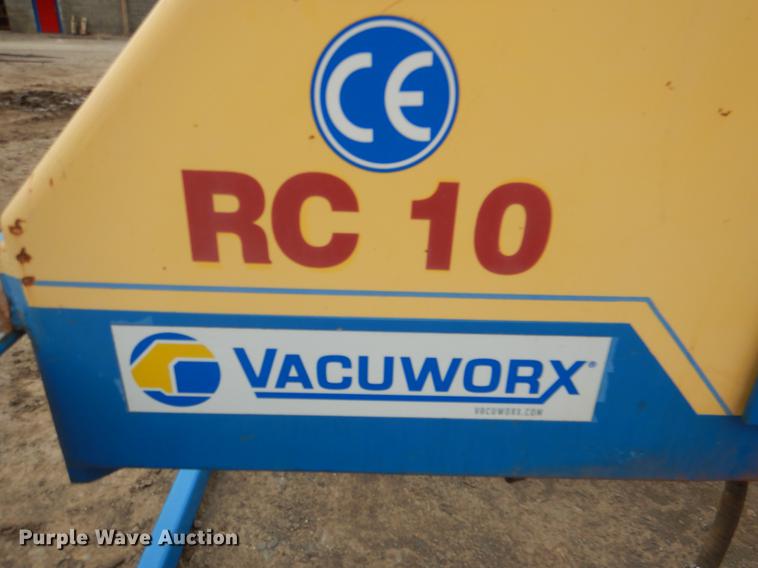 CE
RC 10
VACUWORX®
VACUWORX.COM
Purple Wave Auction